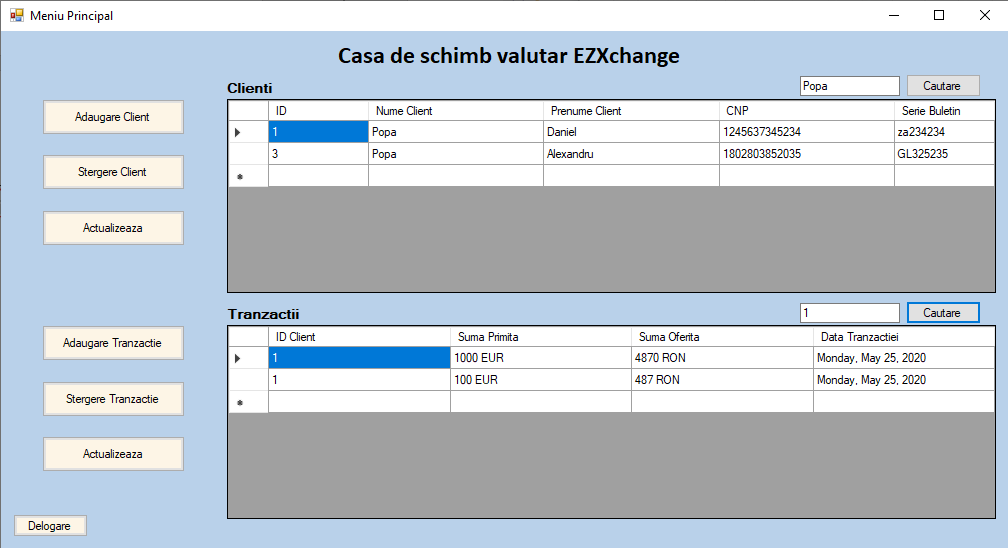 Meniu Principal
Casa de schimb valutar EZXchange
Clienti
Popa
Cautare
ID Nume Client Prenume Client CNP Serie Buletin
1 Popa Daniel 1245637345234 za234234
3 Popa Alexandru 1802803852035 GL325235
Adaugare Client
Stergere Client
Actualizeaza
Tranzactii
1
Cautare
ID Client Suma Primita Suma Oferita Data Tranzactiei
1 1000 EUR 4870 RON Monday, May 25, 2020
1 100 EUR 487 RON Monday, May 25, 2020
Adaugare Tranzactie
Stergere Tranzactie
Actualizeaza
Delogare